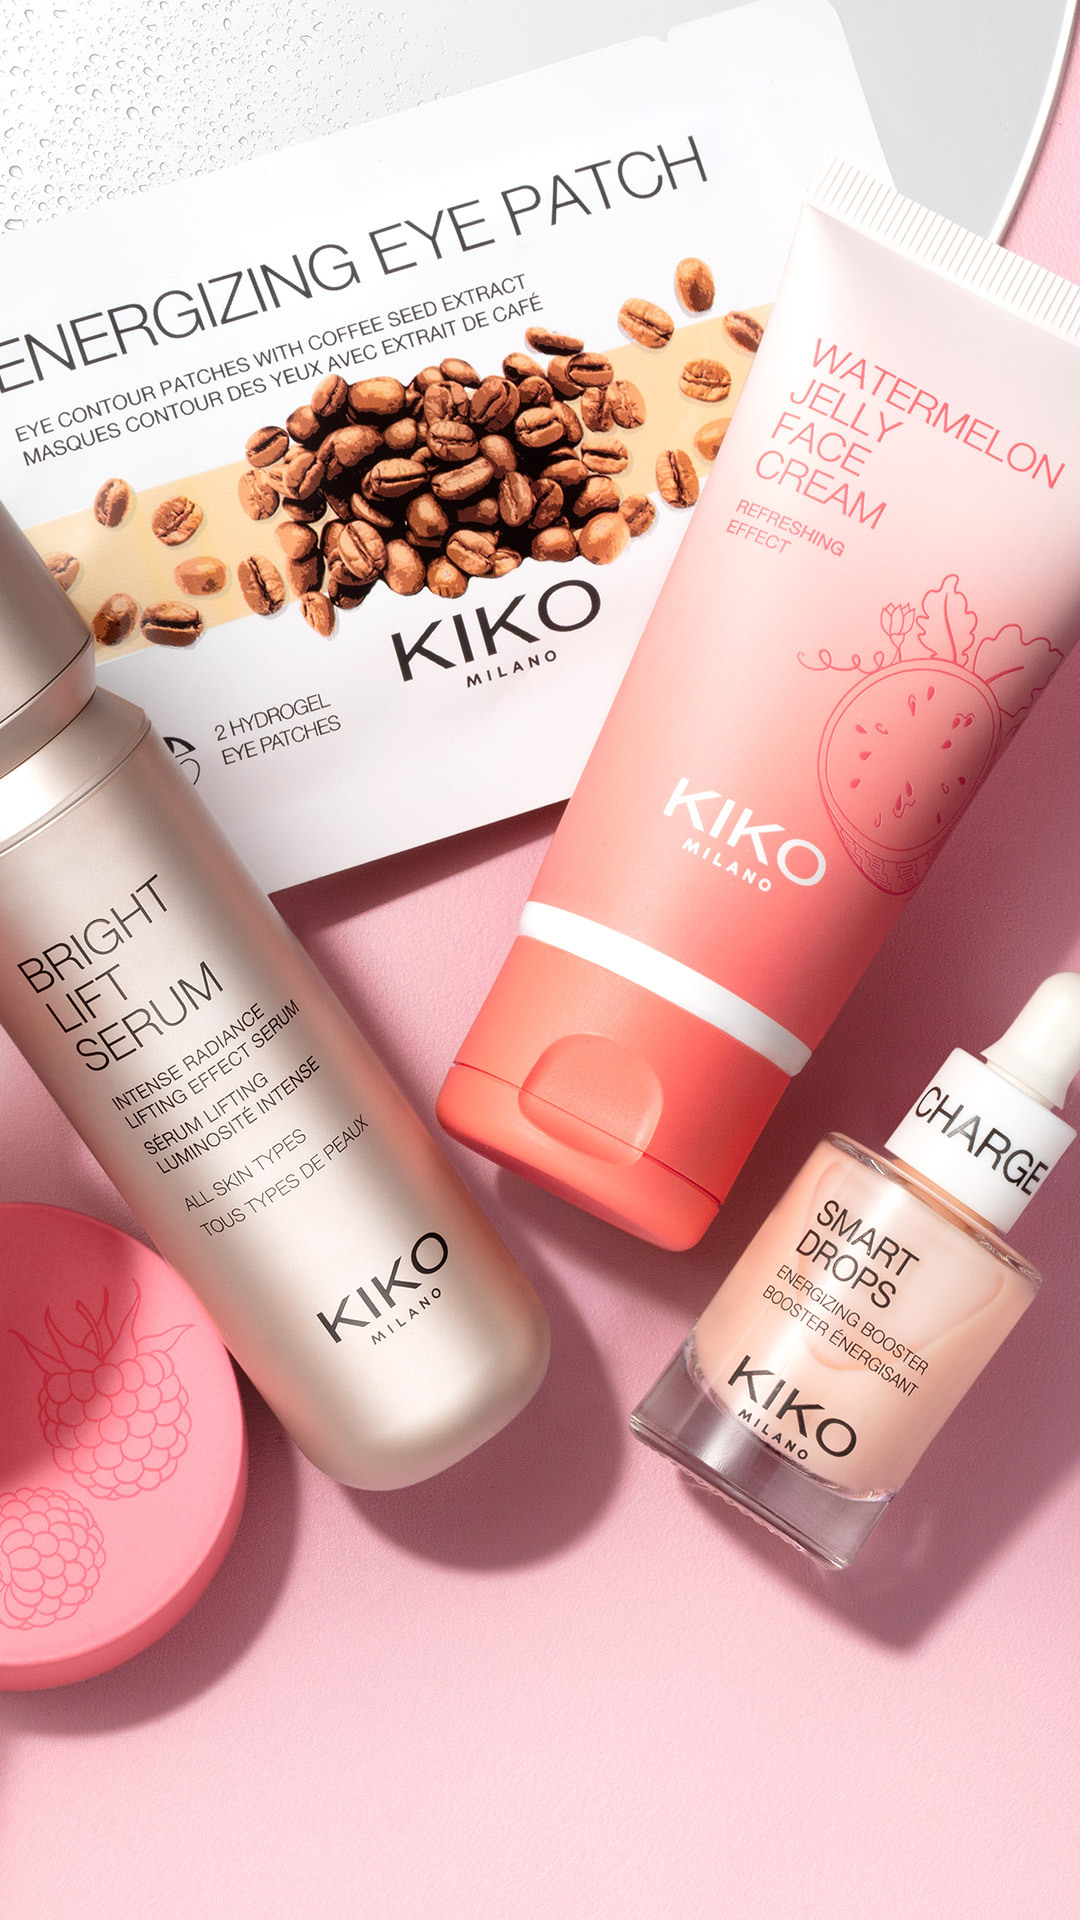 ENERGIZING EYE PATCH
EYE CONTOUR PATCHES WITH COFFEE SEED EXTRACT
MASQUES CONTOUR DES YEUX AVEC EXTRAIT DE CAFÉ
KIKO
MILANO
2 HYDROGEL
EYE PATCHES
WATERMELON
JELLY
FACE
CREAM
REFRESHING
EFFECT
KIKO
MILANO
BRIGHT
LIFT
SERUM
INTENSE RADIANCE
LIFTING EFFECT SERUM
SÉRUM LIFTING
LUMINOSITÉ INTENSE
ALL SKIN TYPES
TOUS TYPES DE PEAUX
KIKO
MILANO
CHARGE
SMART
DROPS
ENERGIZING BOOSTER
BOOSTER ÉNERGISANT
KIKO
MILANO